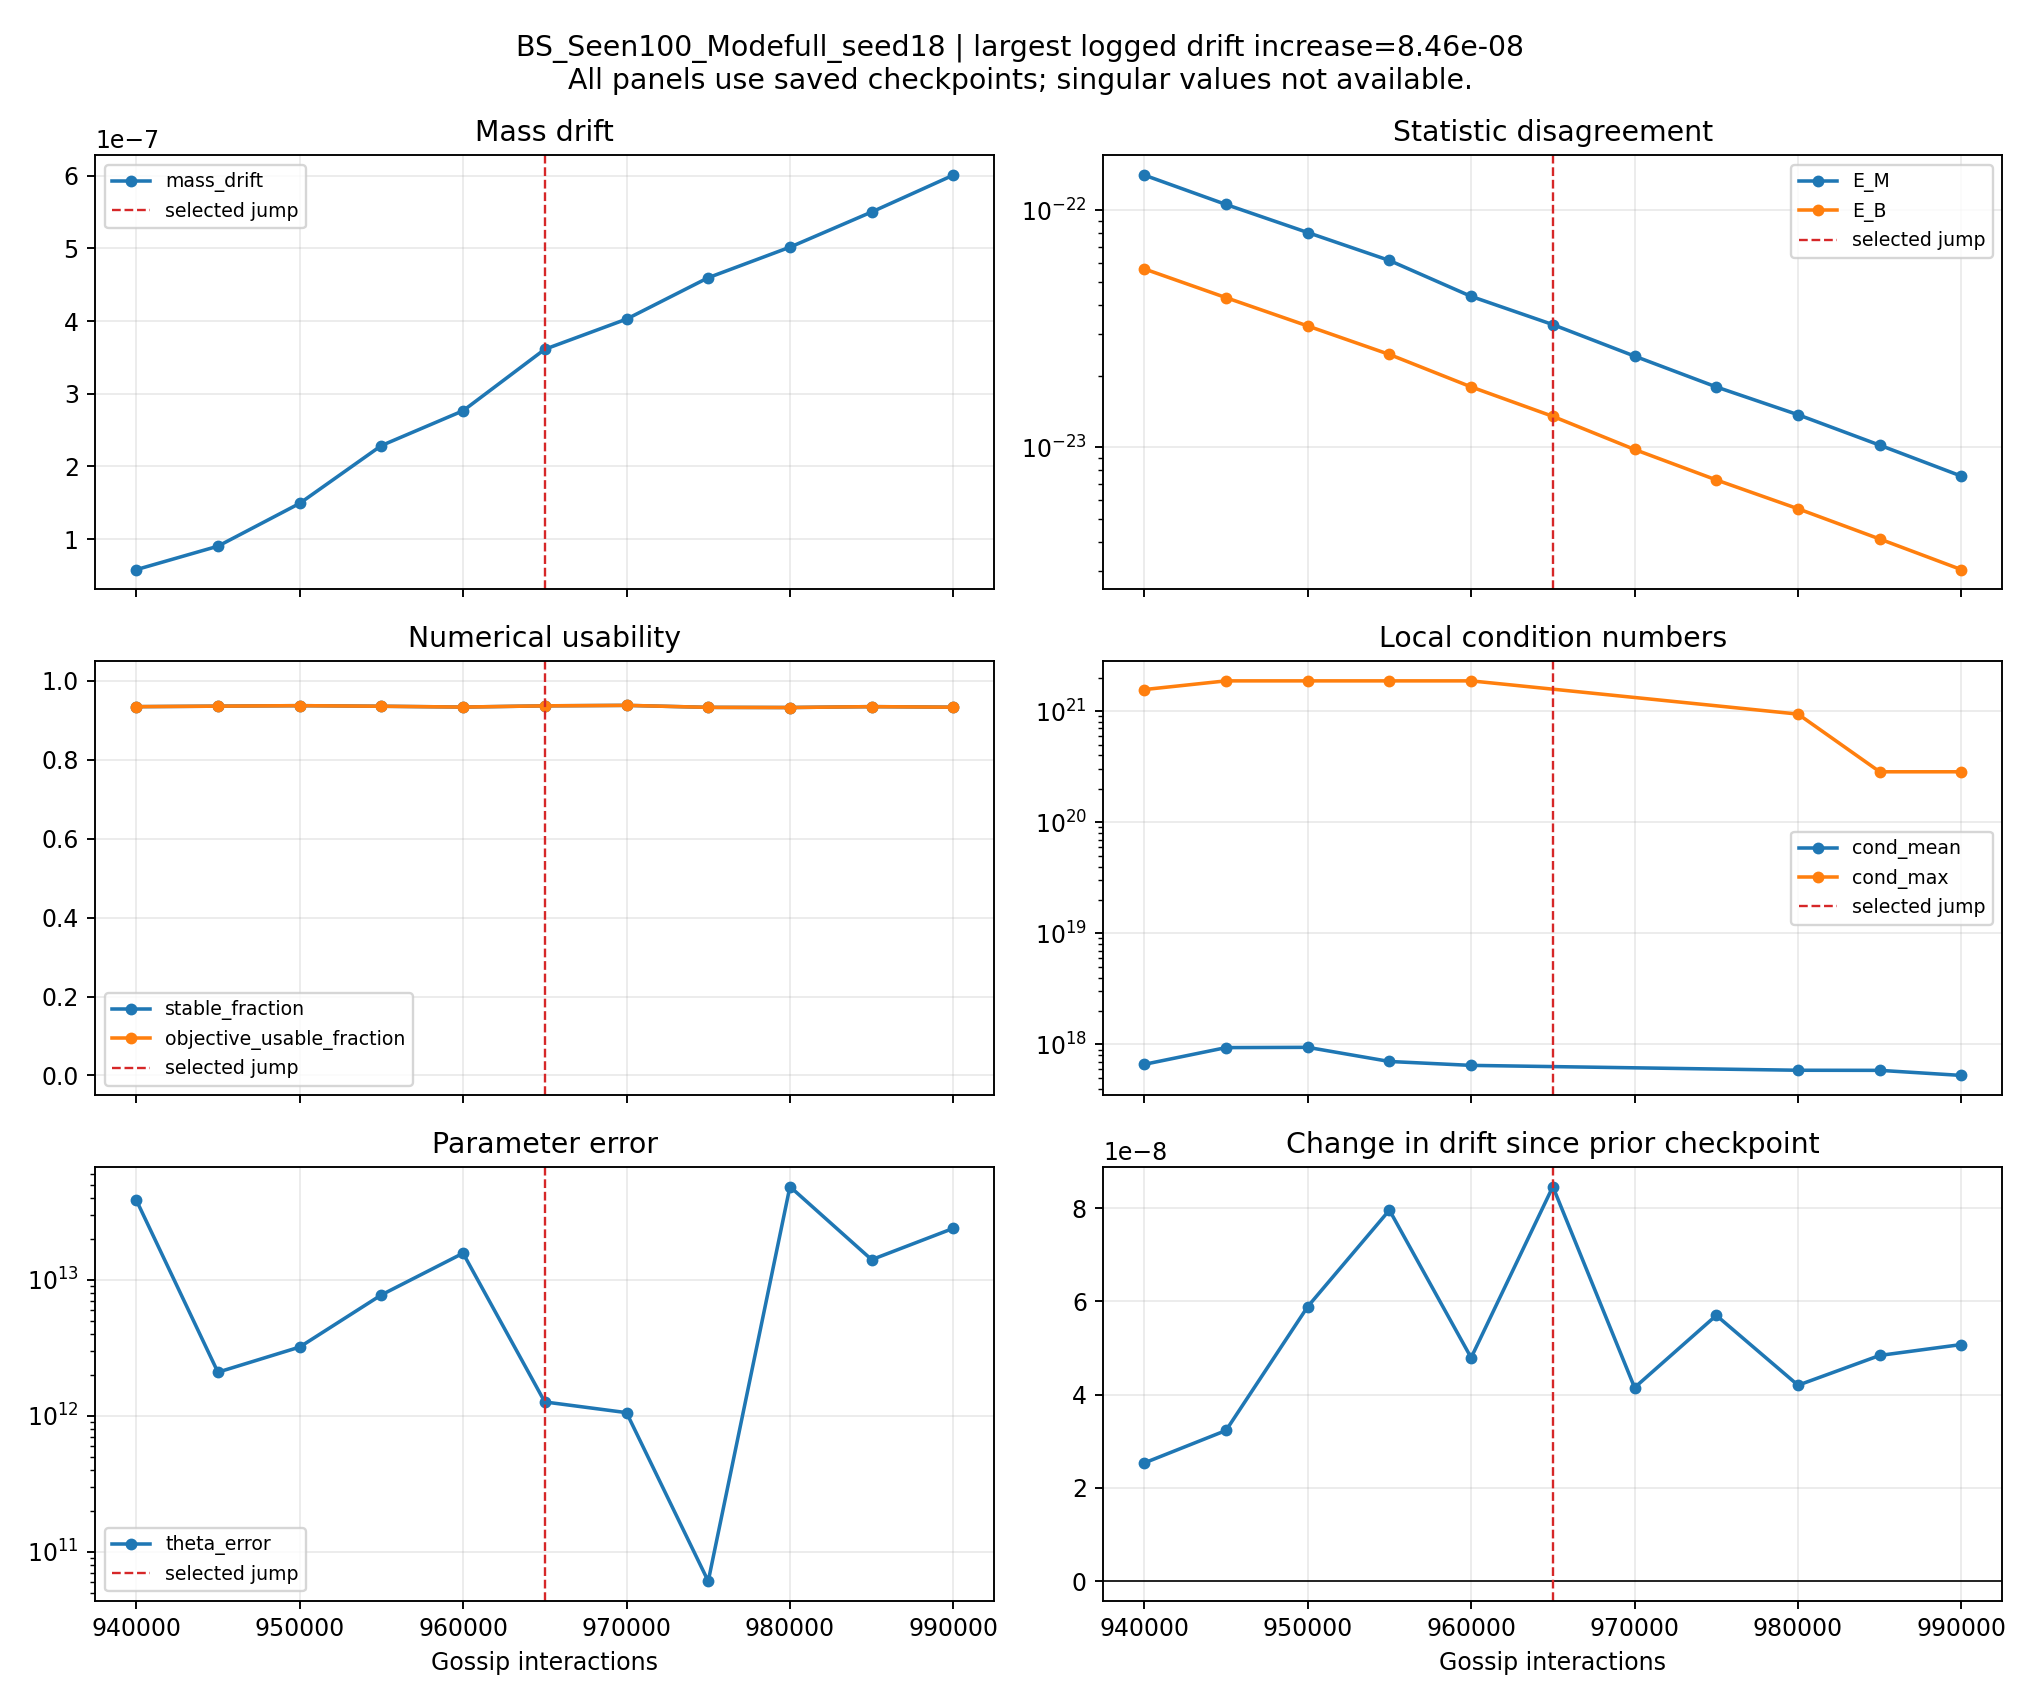 BS_Seen100_Modefull_seed18 | largest logged drift increase=8.46e-08
All panels use saved checkpoints; singular values not available.
Mass drift
1e−7
6
5
4
3
2
1
mass_drift
selected jump
Statistic disagreement
10−22
10−23
E_M
E_B
selected jump
Numerical usability
1.0
0.8
0.6
0.4
0.2
0.0
stable_fraction
objective_usable_fraction
selected jump
Local condition numbers
10^21
10^20
10^19
10^18
cond_mean
cond_max
selected jump
Parameter error
10^13
10^12
10^11
theta_error
selected jump
940000 950000 960000 970000 980000 990000
Gossip interactions
Change in drift since prior checkpoint
1e−8
8
6
4
2
0
940000 950000 960000 970000 980000 990000
Gossip interactions